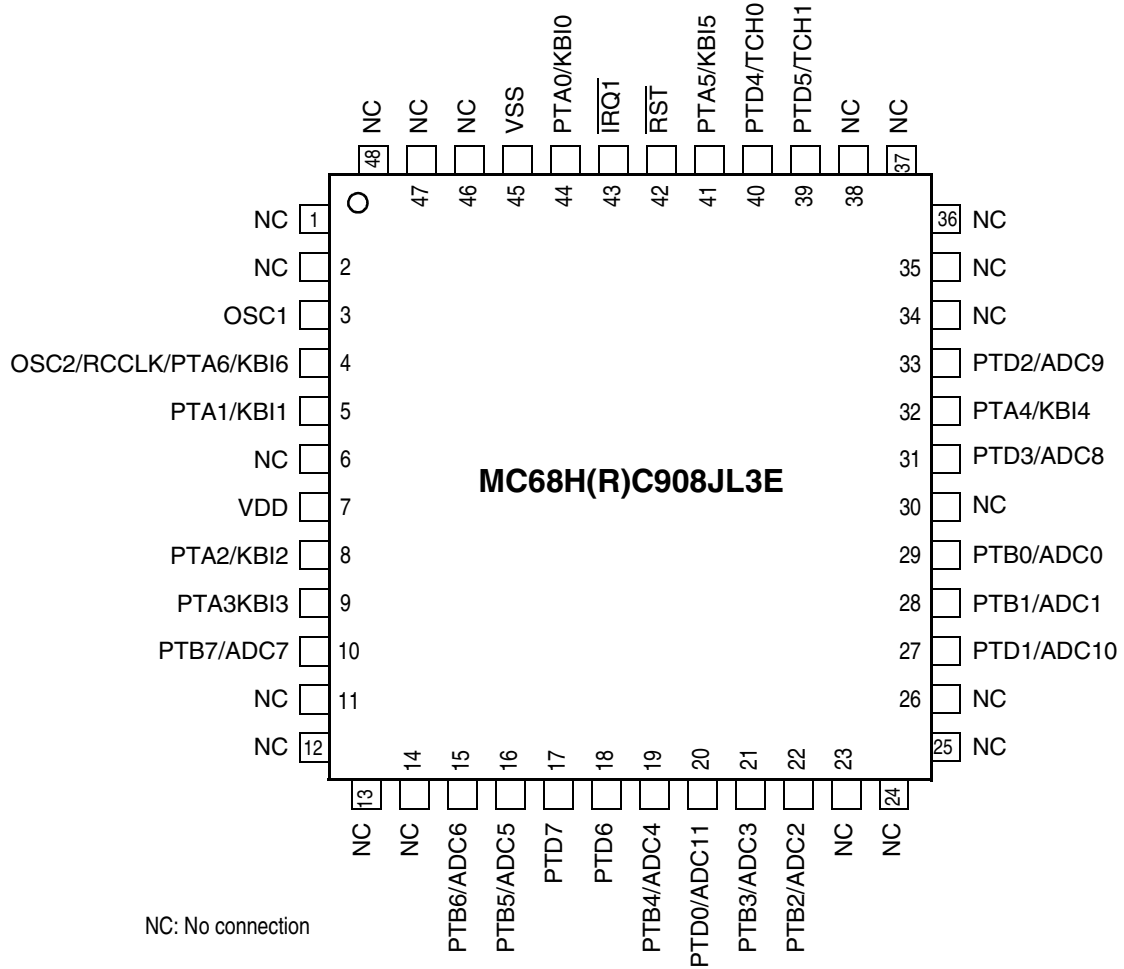 NC
NC
NC
VSS
PTA0/KBI0
IRQ1
RST
PTA5/KBI5
PTD4/TCH0
PTD5/TCH1
NC
NC
48
47
46
45
44
43
42
41
40
39
38
37
NC 1
NC 2
OSC1 3
OSC2/RCCLK/PTA6/KBI6 4
PTA1/KBI1 5
NC 6
VDD 7
PTA2/KBI2 8
PTA3KBI3 9
PTB7/ADC7 10
NC 11
NC 12
MC68H(R)C908JL3E
36 NC
35 NC
34 NC
33 PTD2/ADC9
32 PTA4/KBI4
31 PTD3/ADC8
30 NC
29 PTB0/ADC0
28 PTB1/ADC1
27 PTD1/ADC10
26 NC
25 NC
13
14
15
16
17
18
19
20
21
22
23
24
NC
NC
PTB6/ADC6
PTB5/ADC5
PTD7
PTD6
PTB4/ADC4
PTD0/ADC11
PTB3/ADC3
PTB2/ADC2
NC
NC
NC: No connection